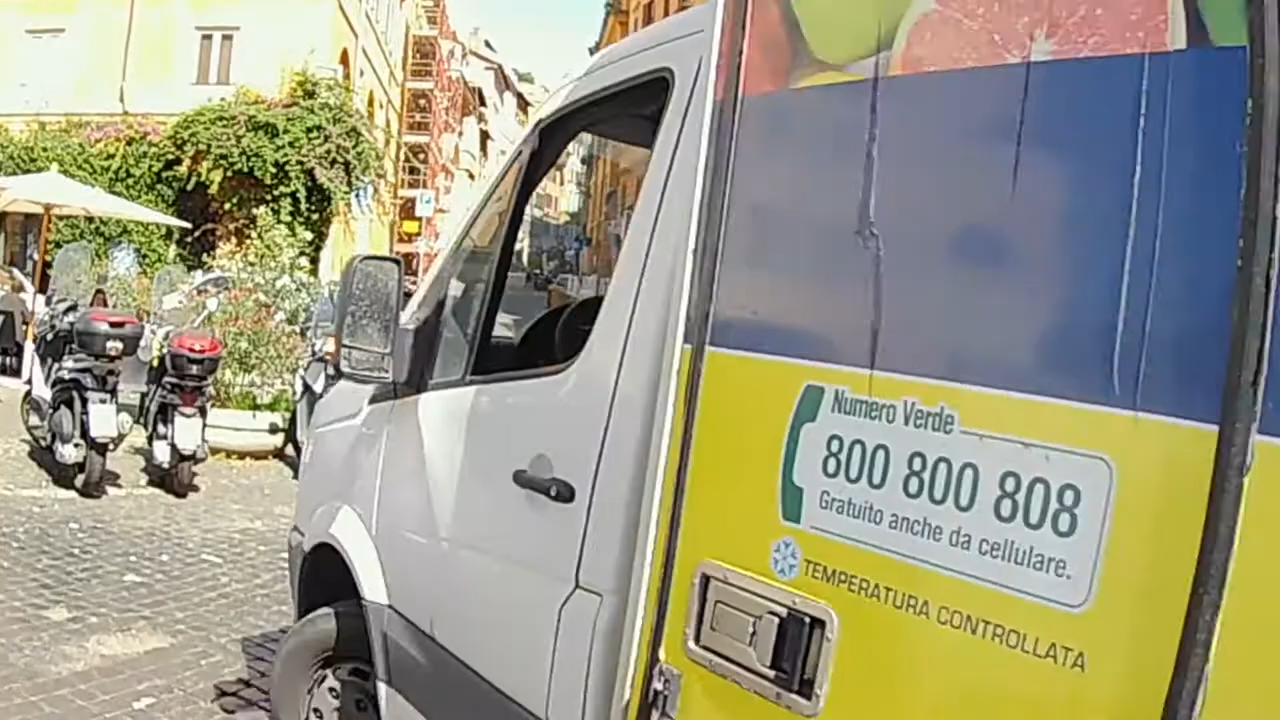 Numero Verde
800 800 808
Gratuito anche da cellulare.
TEMPERATURA CONTROLLATA